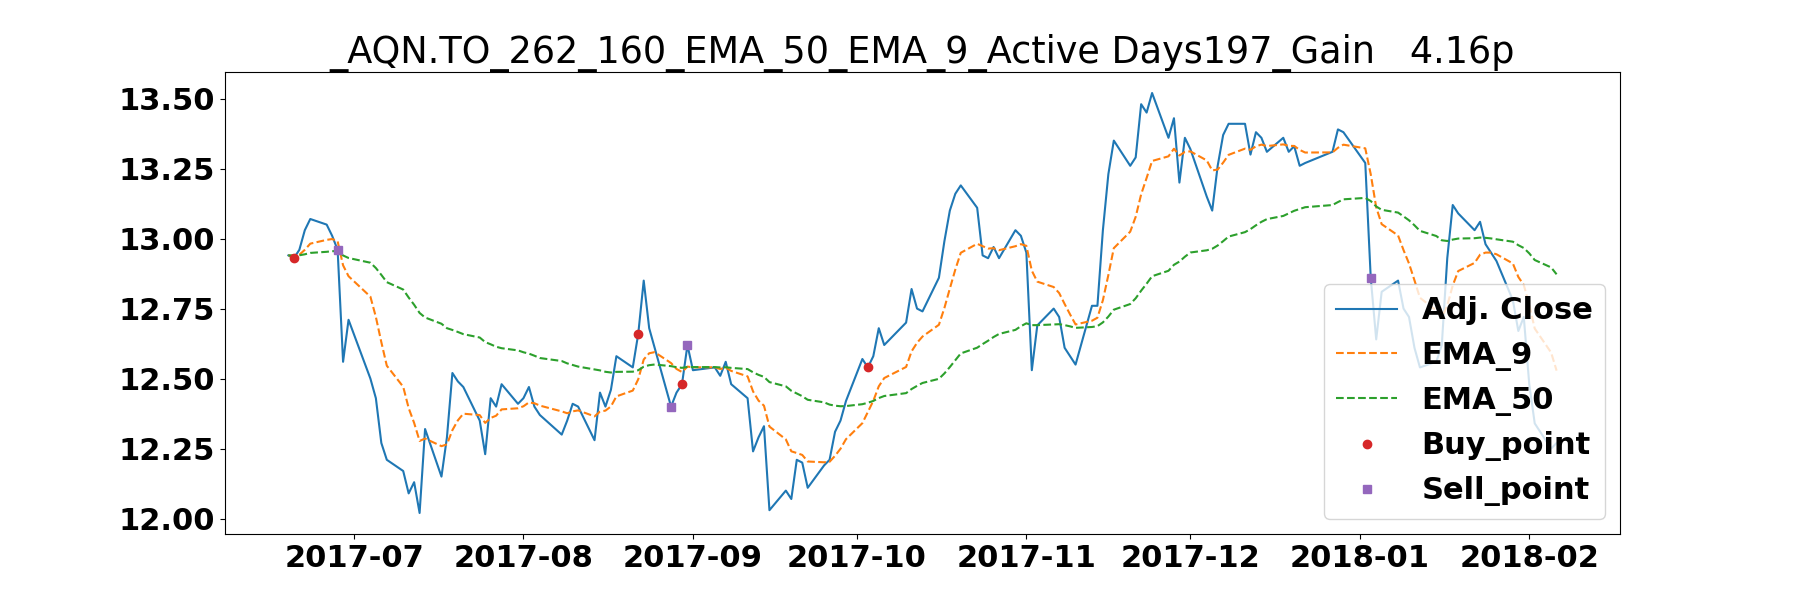 _AQN.TO_262_160_EMA_50_EMA_9_Active Days197_Gain   4.16p
13.50
13.25
13.00
12.75
12.50
12.25
12.00
Adj. Close
EMA_9
EMA_50
Buy_point
Sell_point
2017-07 2017-08 2017-09 2017-10 2017-11 2017-12 2018-01 2018-02